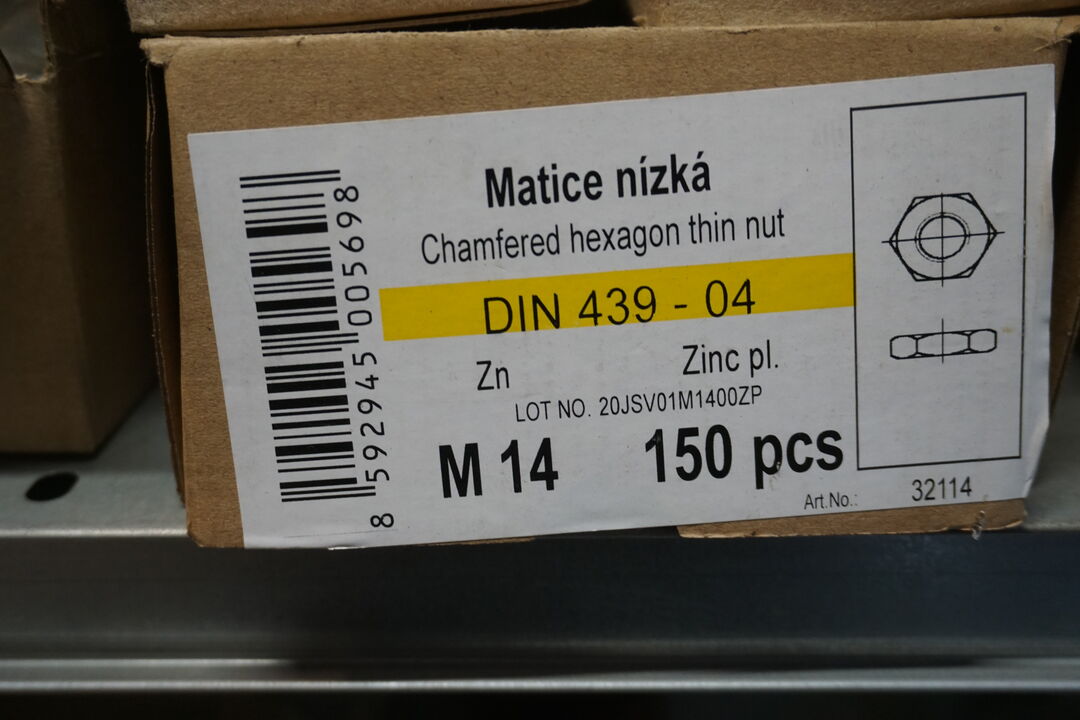 Matice nízká
Chamfered hexagon thin nut
DIN 439 - 04
Zn Zinc pl.
LOT NO. 20JSV01M1400ZP
M 14 150 pcs
Art.No.: 32114
8 592945 005698